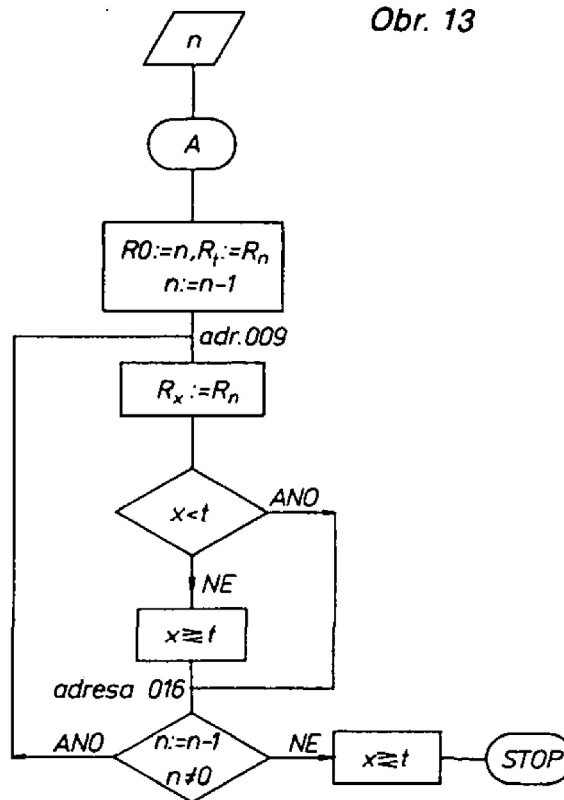 Obr. 13
n
A
R0:=n,Rₜ:=Rₙ
n:=n-1
adr.009
Rₓ:=Rₙ
x<t
ANO
NE
x≷t
adresa 016
ANO
n:=n-1
n≠0
NE
x≷t
STOP